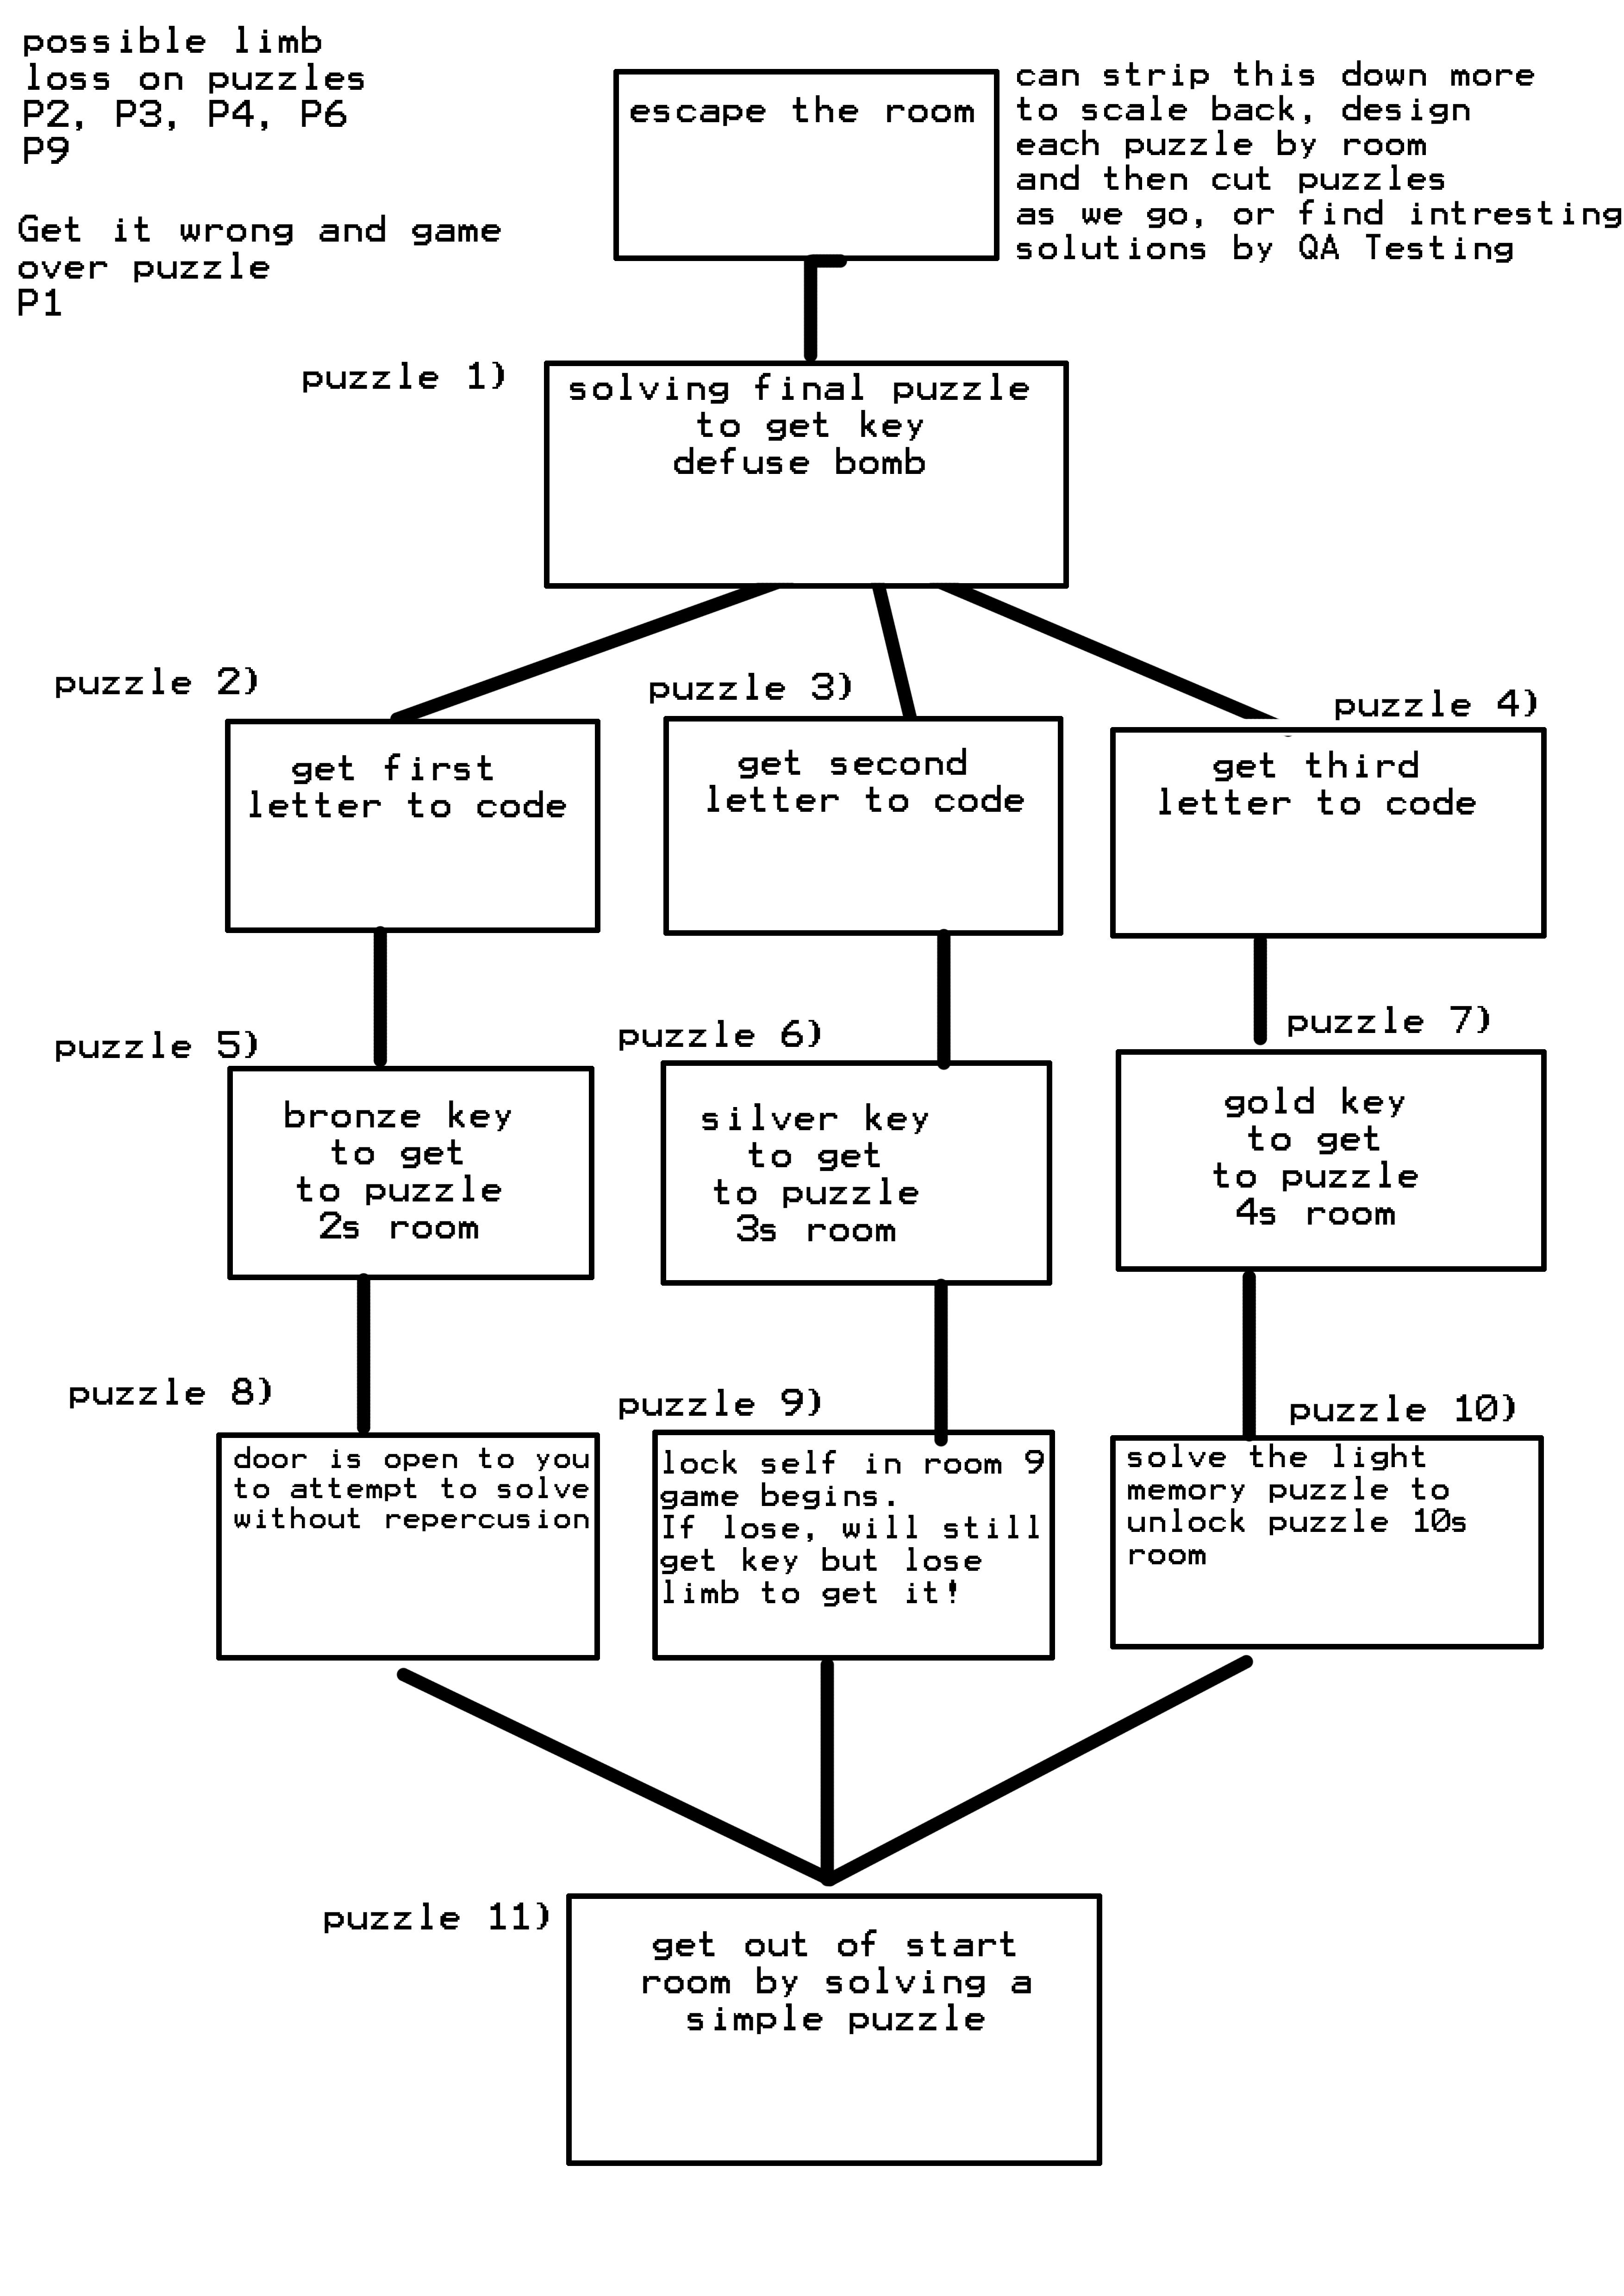 possible limb
loss on puzzles
P2, P3, P4, P6
P9
Get it wrong and game
over puzzle
P1
escape the room
can strip this down more
to scale back, design
each puzzle by room
and then cut puzzles
as we go, or find intresting
solutions by QA Testing
puzzle 1)
solving final puzzle
to get key
defuse bomb
puzzle 2)
get first
letter to code
puzzle 3)
get second
letter to code
puzzle 4)
get third
letter to code
puzzle 5)
bronze key
to get
to puzzle
2s room
puzzle 6)
silver key
to get
to puzzle
3s room
puzzle 7)
gold key
to get
to puzzle
4s room
puzzle 8)
door is open to you
to attempt to solve
without repercusion
puzzle 9)
lock self in room 9
game begins.
If lose, will still
get key but lose
limb to get it!
puzzle 10)
solve the light
memory puzzle to
unlock puzzle 10s
room
puzzle 11)
get out of start
room by solving a
simple puzzle